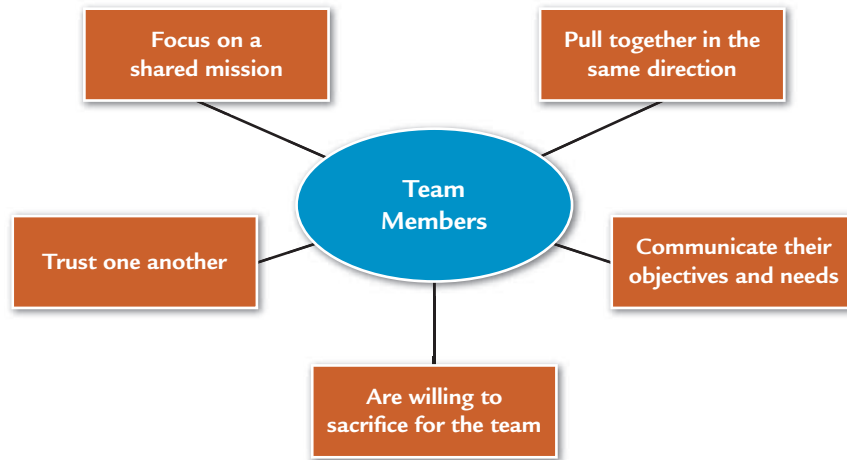 Focus on a
shared mission
Pull together in the
same direction
Team
Members
Trust one another
Communicate their
objectives and needs
Are willing to
sacrifice for the team